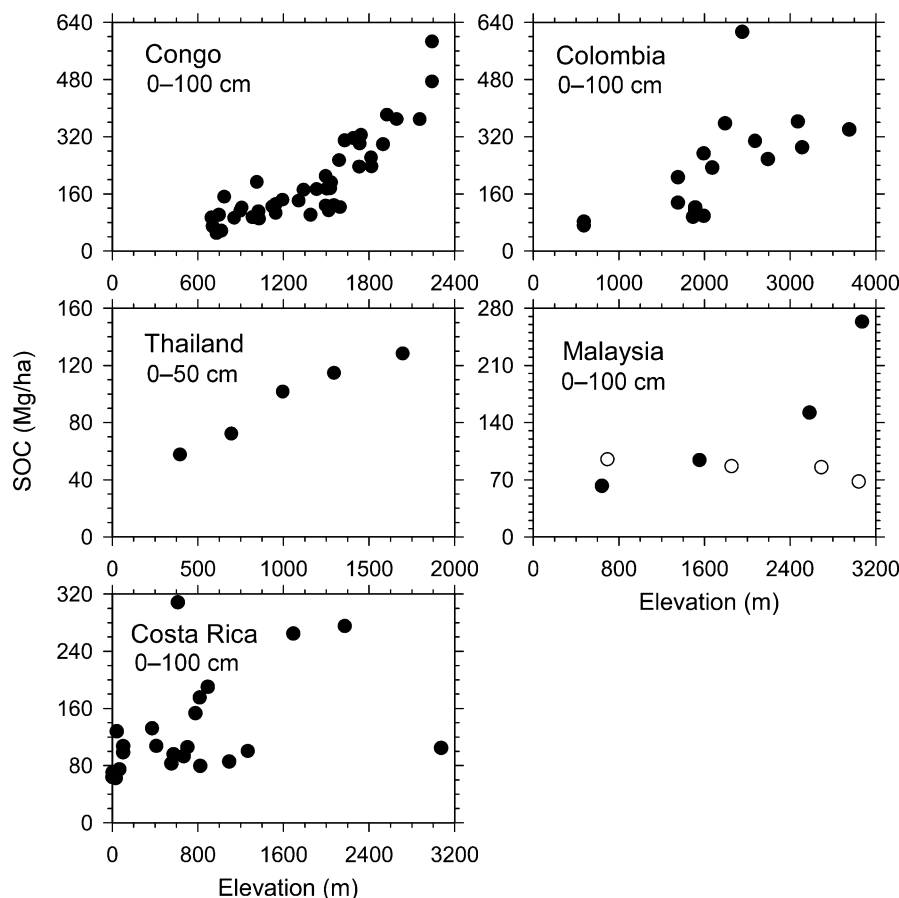 640
480
320
160
0
Congo
0–100 cm
0 600 1200 1800 2400
640
480
320
160
0
Colombia
0–100 cm
0 1000 2000 3000 4000
SOC (Mg/ha)
160
120
80
40
0
Thailand
0–50 cm
0 500 1000 1500 2000
280
210
140
70
0
Malaysia
0–100 cm
0 800 1600 2400 3200
Elevation (m)
320
240
160
80
0
Costa Rica
0–100 cm
0 800 1600 2400 3200
Elevation (m)